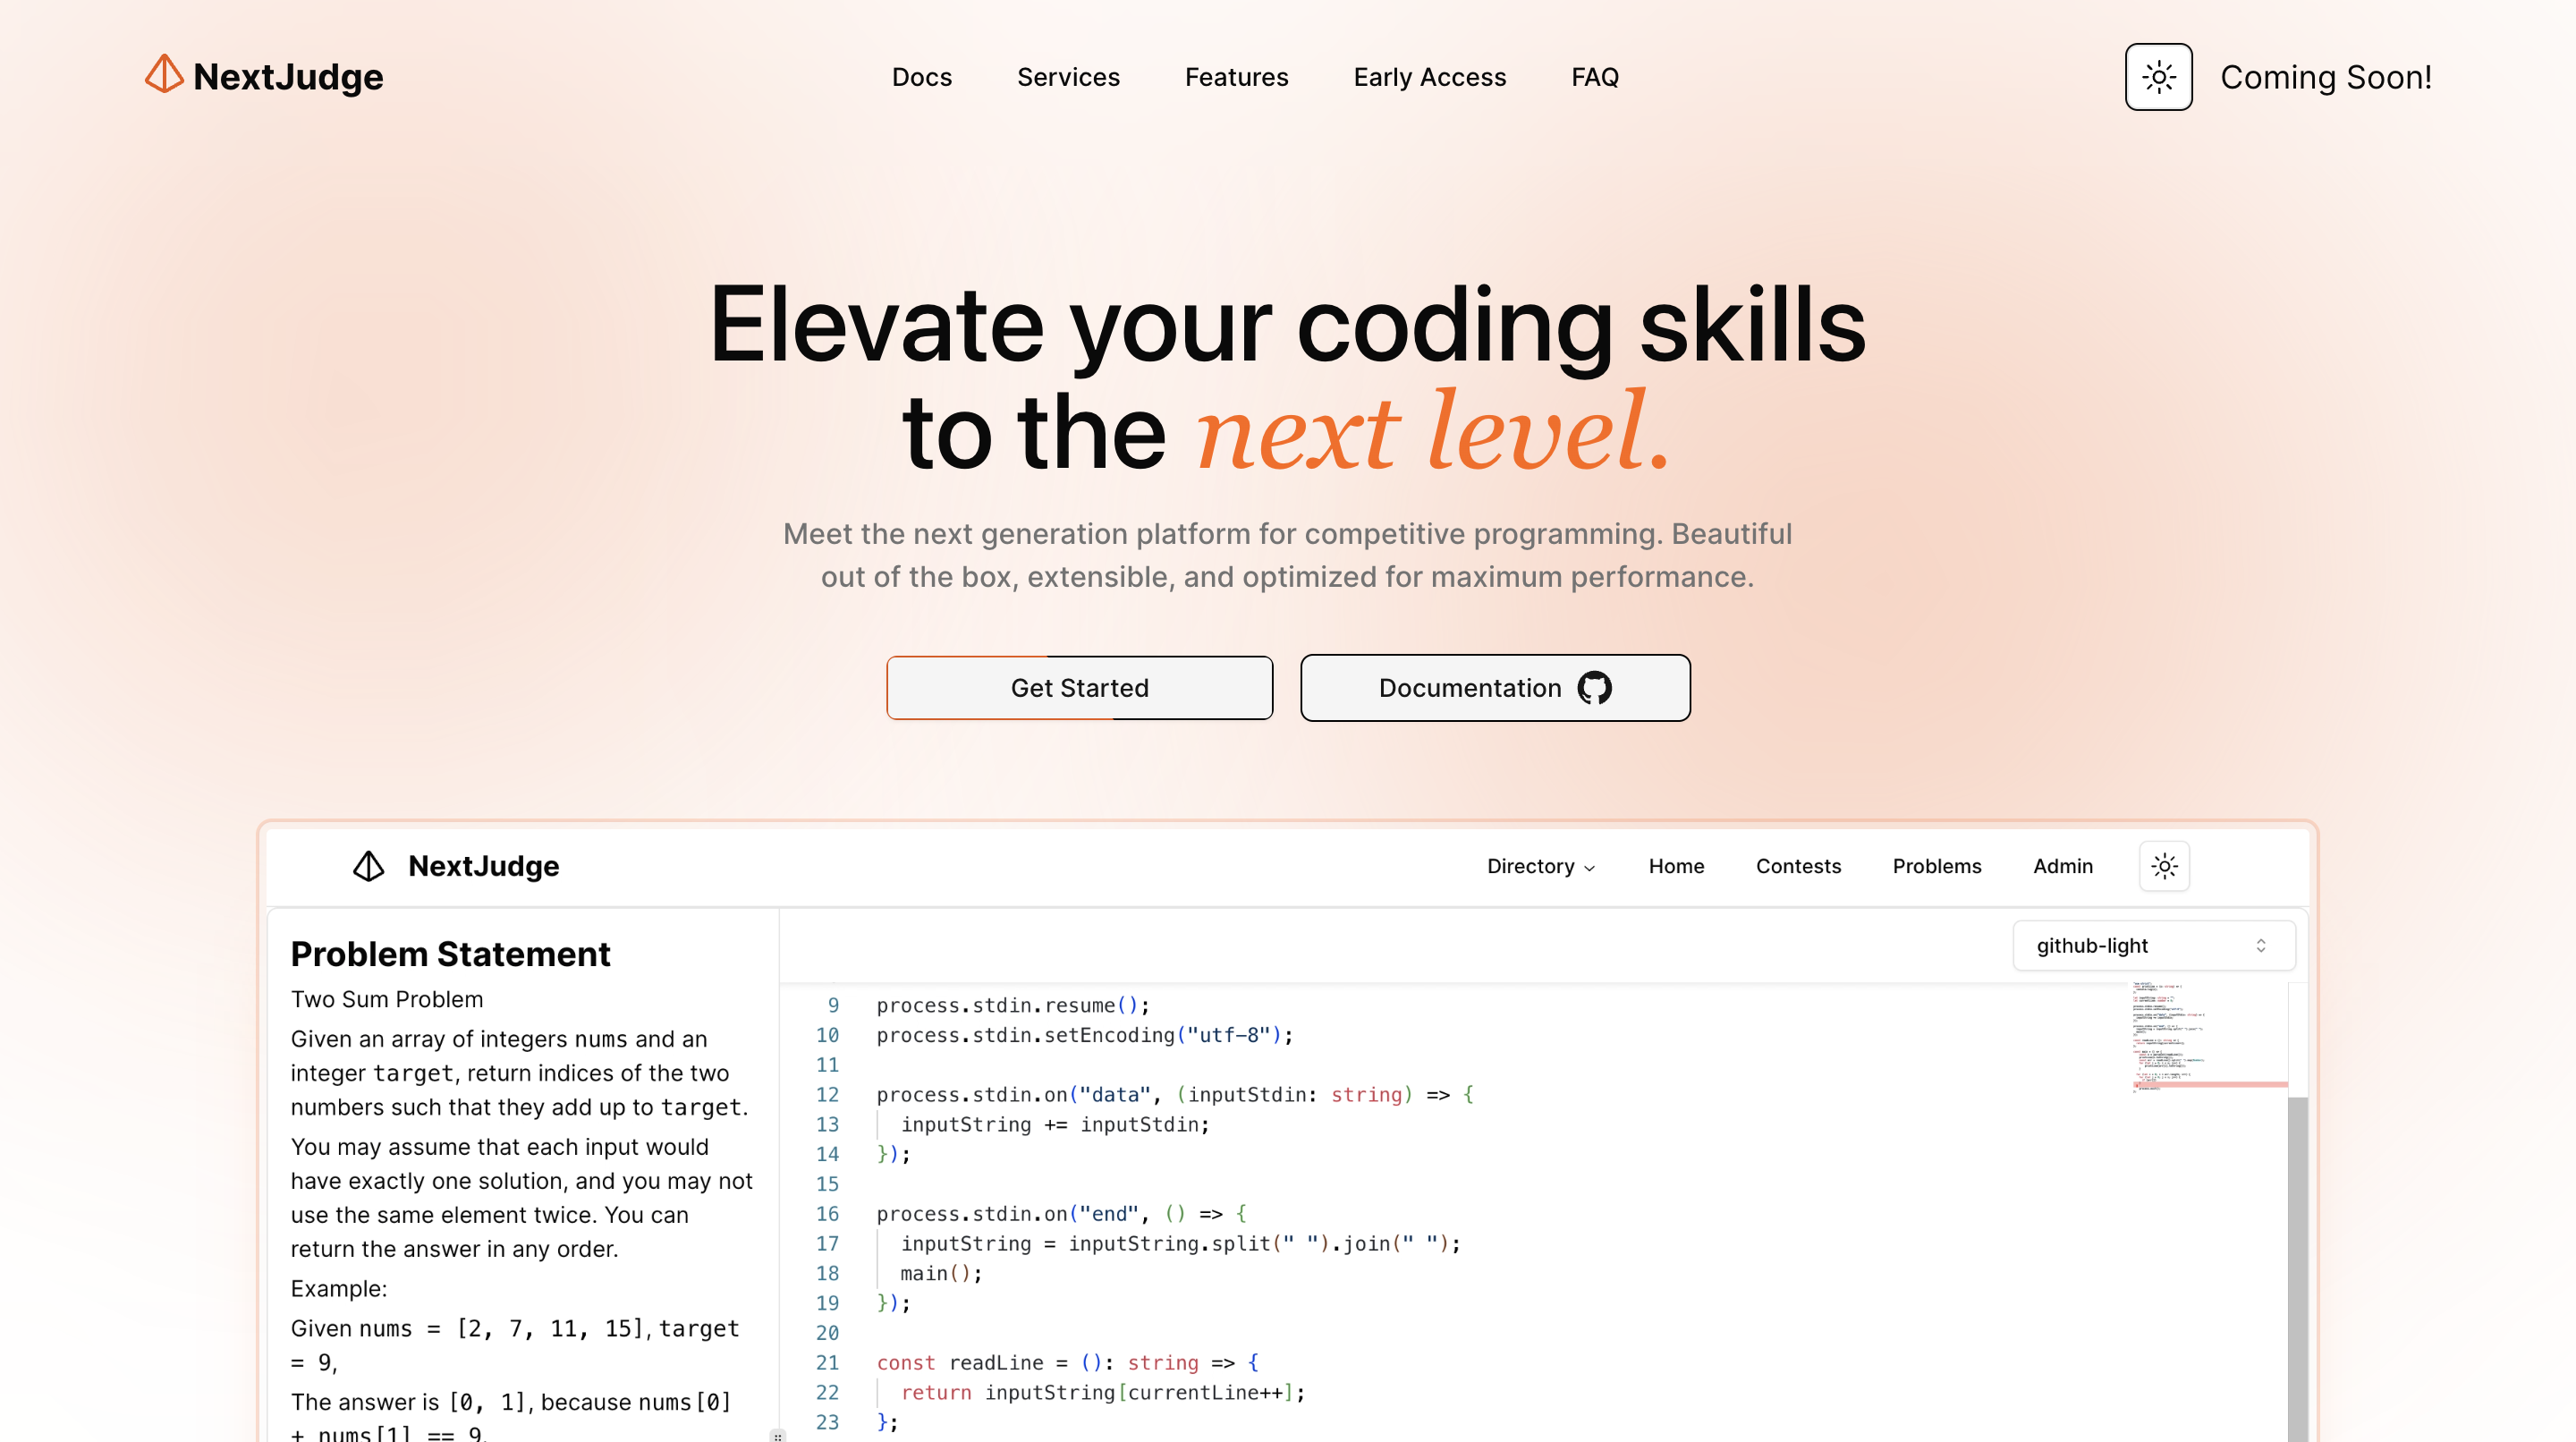 NextJudge
Docs
Services
Features
Early Access
FAQ
Coming Soon!
Elevate your coding skills
to the next level.
Meet the next generation platform for competitive programming. Beautiful
out of the box, extensible, and optimized for maximum performance.
Get Started
Documentation
NextJudge
Directory
Home
Contests
Problems
Admin
Problem Statement
Two Sum Problem
Given an array of integers nums and an
integer target, return indices of the two
numbers such that they add up to target.
You may assume that each input would
have exactly one solution, and you may not
use the same element twice. You can
return the answer in any order.
Example:
Given nums = [2, 7, 11, 15], target
= 9,
The answer is [0, 1], because nums[0]
+ nums[1] == 9.
github-light
9 process.stdin.resume();
10 process.stdin.setEncoding("utf-8");
11
12 process.stdin.on("data", (inputStdin: string) => {
13 inputString += inputStdin;
14 });
15
16 process.stdin.on("end", () => {
17 inputString = inputString.split(" ").join(" ");
18 main();
19 });
20
21 const readLine = (): string => {
22 return inputString[currentLine++];
23 };